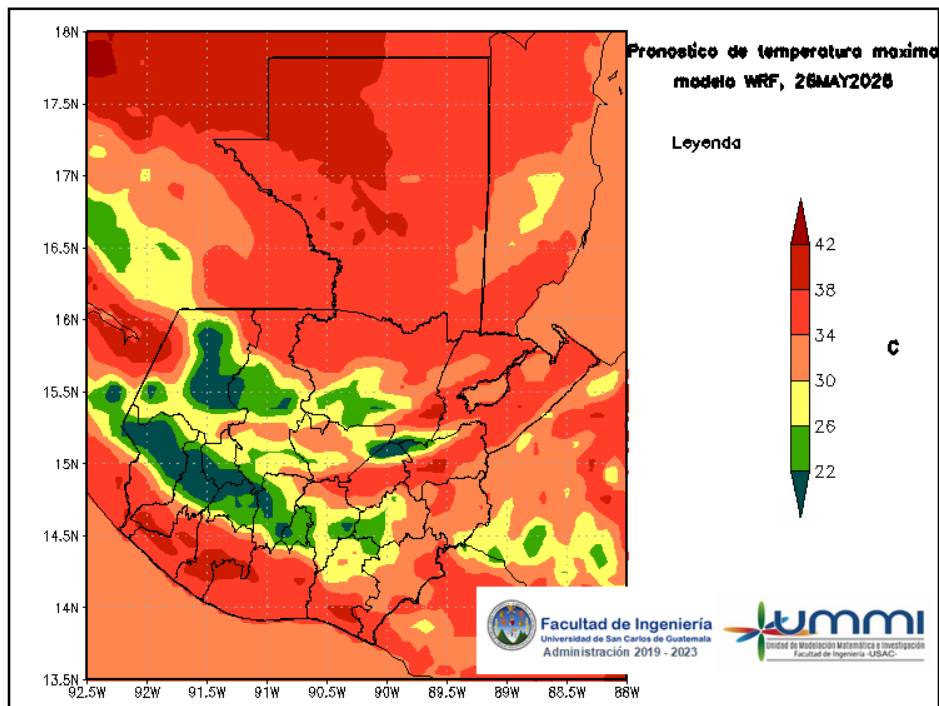 Pronostico de temperatura maxima
modelo WRF, 26MAY2026
Leyenda
18N
17.5N
17N
16.5N
16N
15.5N
15N
14.5N
14N
13.5N
92.5W 92W 91.5W 91W 90.5W 90W 89.5W 89W 88.5W 88W
42
38
34
30
26
22
C
Facultad de Ingeniería
Universidad de San Carlos de Guatemala
Administración 2019 - 2023
ummi
Unidad de Modelación Matemática e Investigación
Facultad de Ingeniería -USAC-